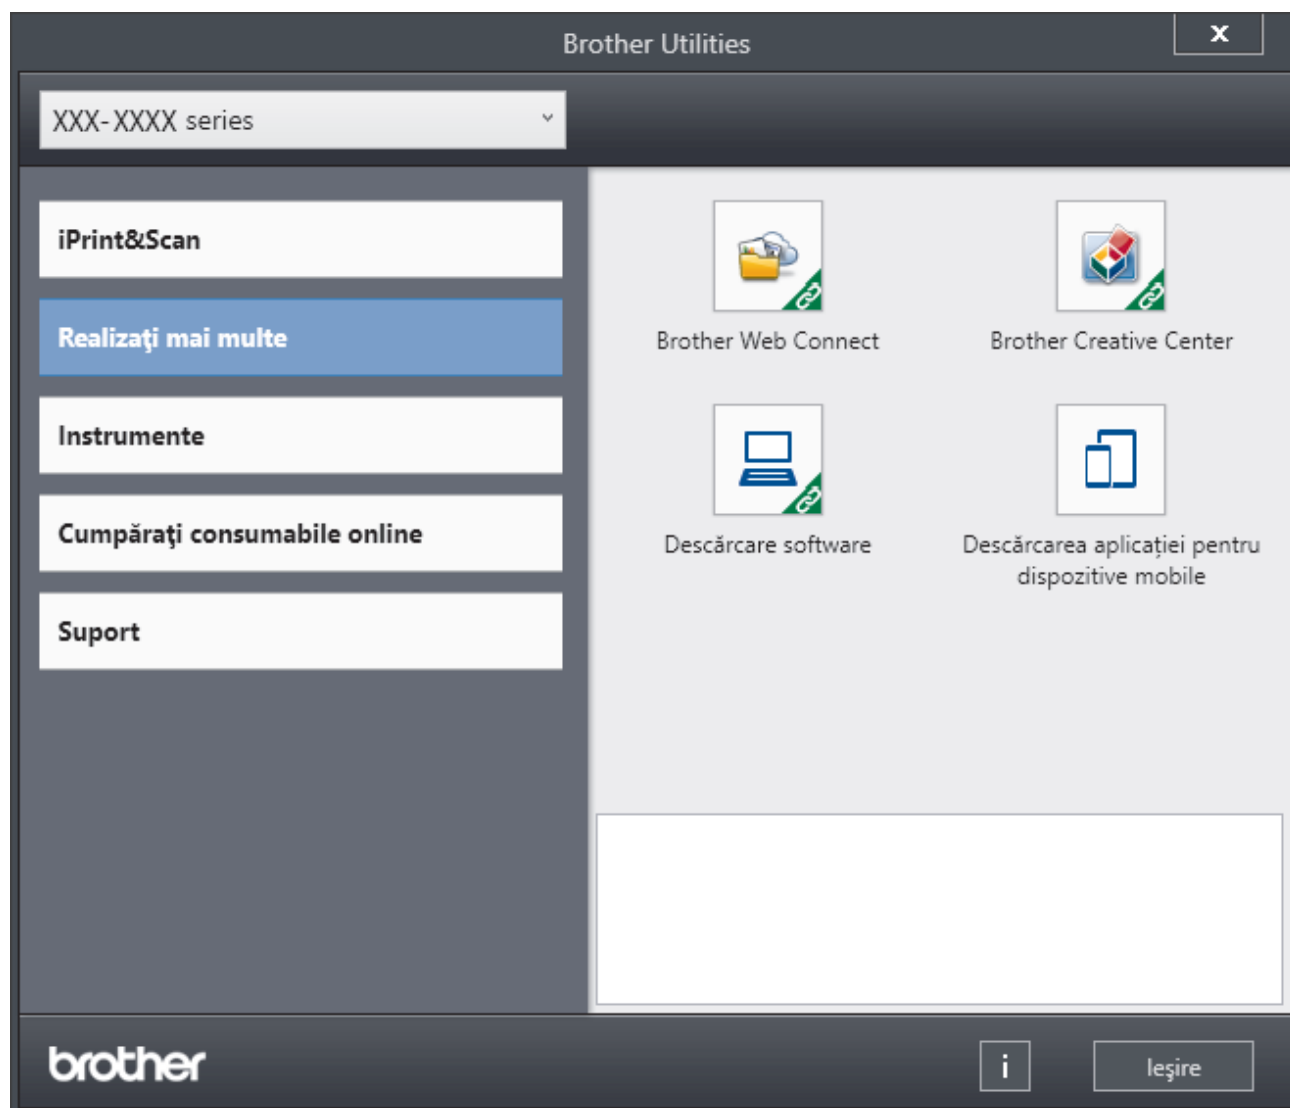 Brother Utilities
x
XXX-XXXX series
iPrint&Scan
Realizaţi mai multe
Instrumente
Cumpăraţi consumabile online
Suport
Brother Web Connect
Brother Creative Center
Descărcare software
Descărcarea aplicației pentru
dispozitive mobile
brother
i
Ieşire